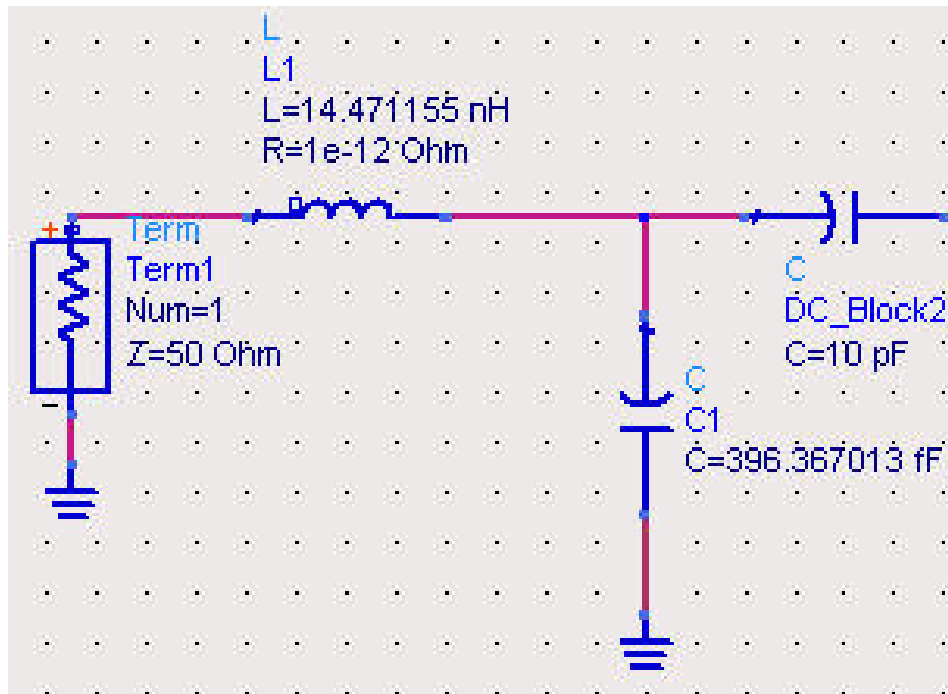 L
L1
L=14.471155 nH
R=1e-12 Ohm
+
Term
Term1
Num=1
Z=50 Ohm
-
C
DC_Block2
C=10 pF
C
C1
C=396.367013 fF